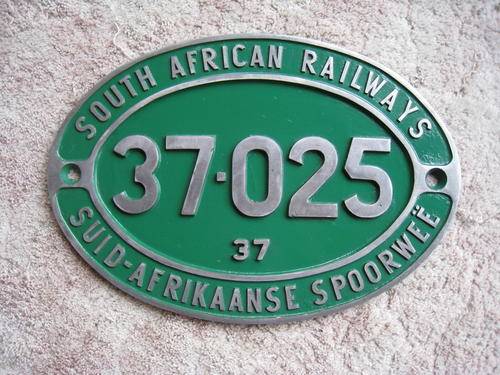 SOUTH AFRICAN RAILWAYS
37-025
37
SUID-AFRIKAANSE SPOORWEË